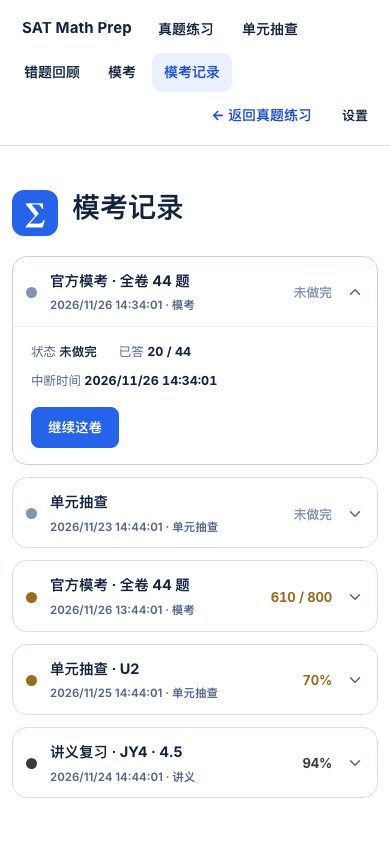 SAT Math Prep 真题练习 单元抽查
错题回顾 模考 模考记录
← 返回真题练习 设置
Σ 模考记录
官方模考 · 全卷 44 题
2026/11/26 14:34:01 · 模考
未做完
状态 未做完 已答 20 / 44
中断时间 2026/11/26 14:34:01
继续这卷
单元抽查
2026/11/23 14:44:01 · 单元抽查
未做完
官方模考 · 全卷 44 题
2026/11/26 13:44:01 · 模考
610 / 800
单元抽查 · U2
2026/11/25 14:44:01 · 单元抽查
70%
讲义复习 · JY4 · 4.5
2026/11/24 14:44:01 · 讲义
94%